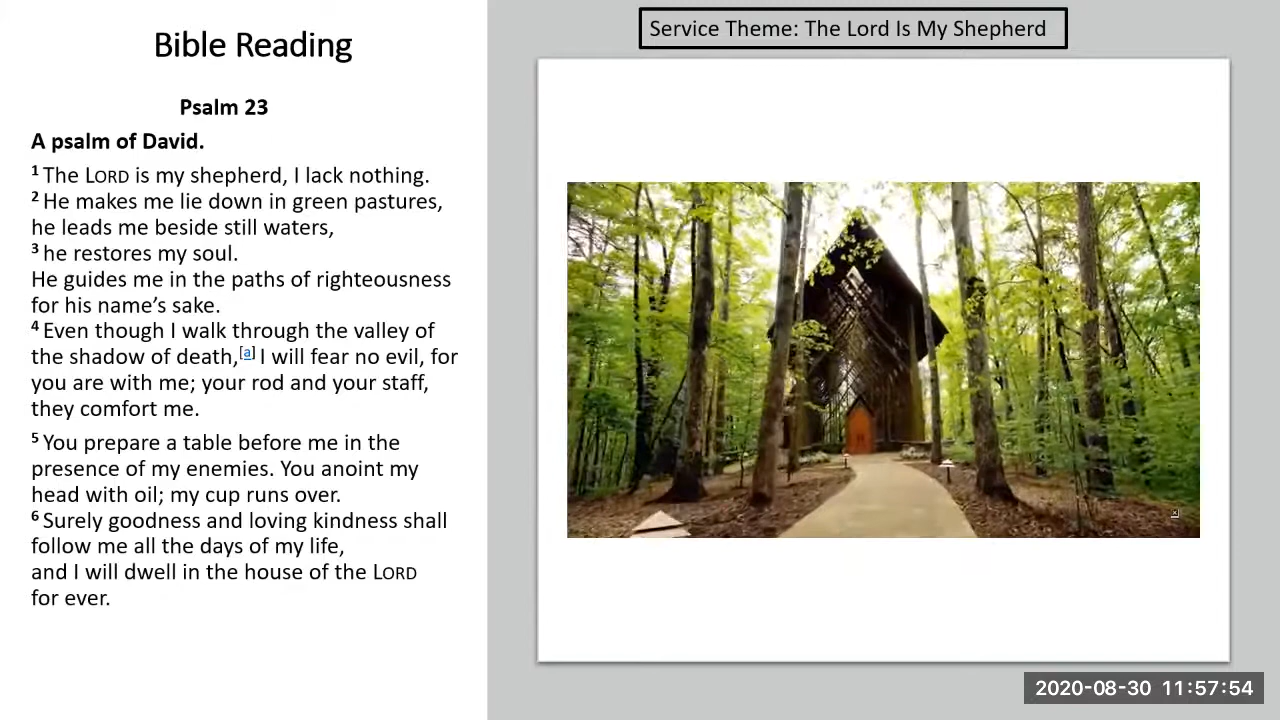 Bible Reading
Service Theme: The Lord Is My Shepherd
Psalm 23
A psalm of David.
1 The LORD is my shepherd, I lack nothing.
2 He makes me lie down in green pastures,
he leads me beside still waters,
3 he restores my soul.
He guides me in the paths of righteousness
for his name’s sake.
4 Even though I walk through the valley of
the shadow of death,[a] I will fear no evil, for
you are with me; your rod and your staff,
they comfort me.
5 You prepare a table before me in the
presence of my enemies. You anoint my
head with oil; my cup runs over.
6 Surely goodness and loving kindness shall
follow me all the days of my life,
and I will dwell in the house of the LORD
for ever.
2020-08-30 11:57:54